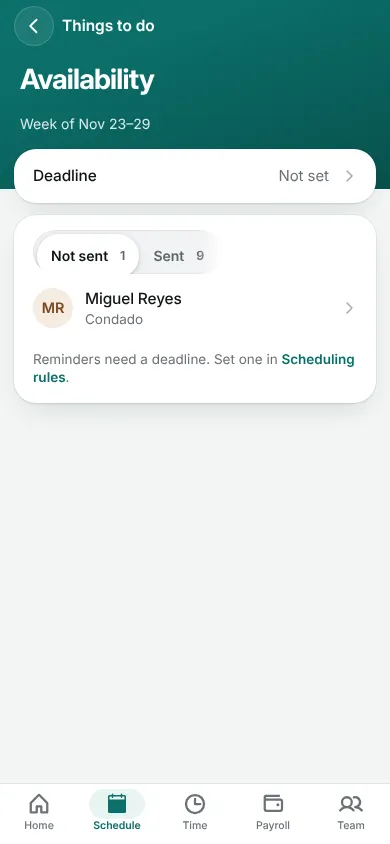 Things to do
Availability
Week of Nov 23–29
Deadline Not set
Not sent 1 Sent 9
MR
Miguel Reyes
Condado
Reminders need a deadline. Set one in Scheduling
rules.
Home Schedule Time Payroll Team